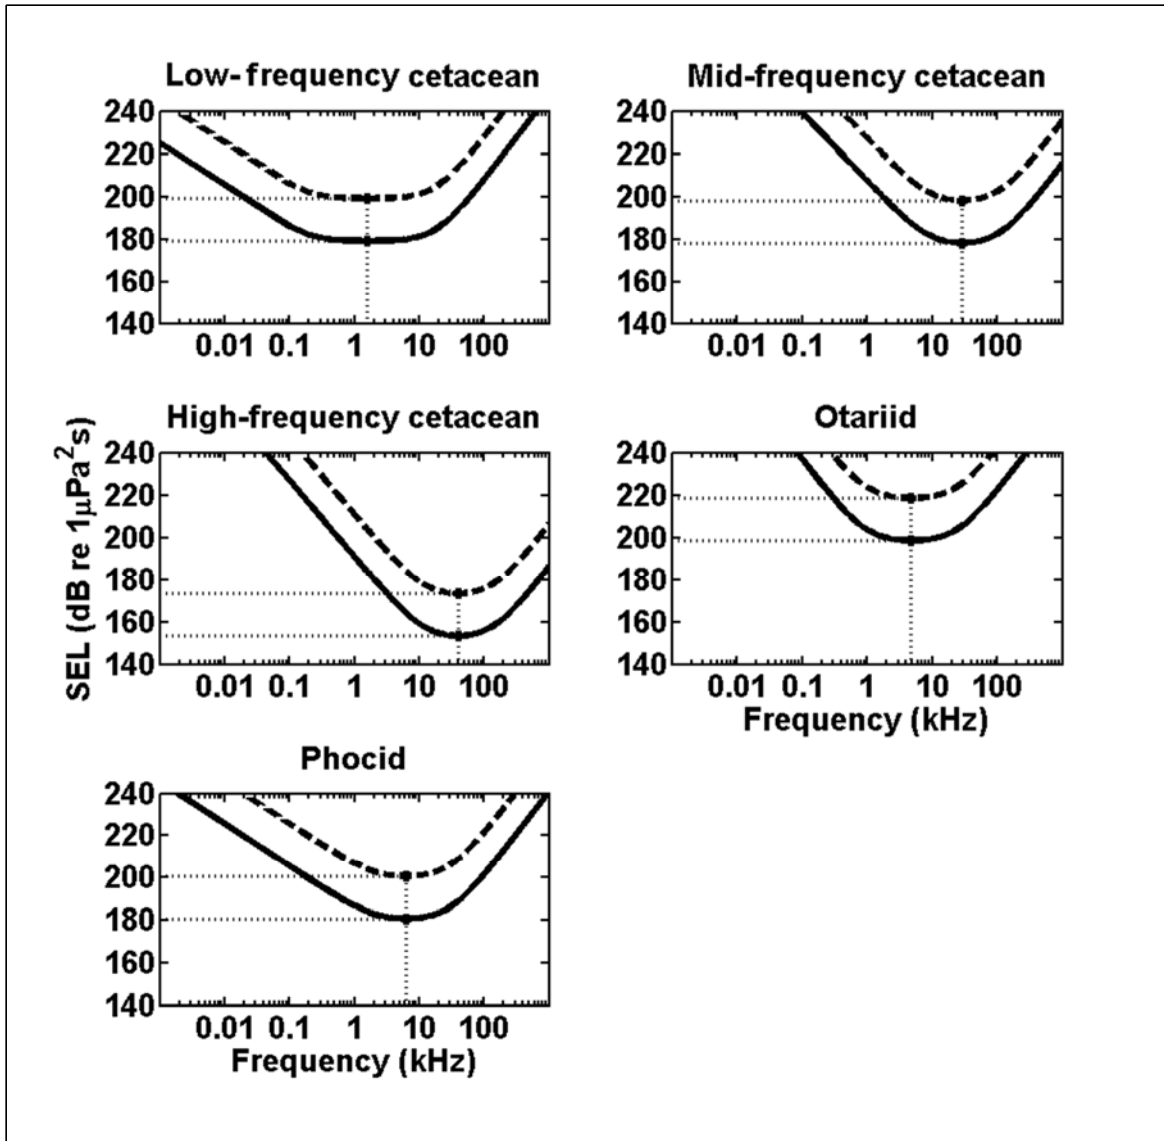 Low-frequency cetacean
240
220
200
180
160
140
0.01 0.1 1 10 100
Mid-frequency cetacean
240
220
200
180
160
140
0.01 0.1 1 10 100
SEL (dB re 1μPa²s)
High-frequency cetacean
240
220
200
180
160
140
0.01 0.1 1 10 100
Otariid
240
220
200
180
160
140
0.01 0.1 1 10 100
Frequency (kHz)
Phocid
240
220
200
180
160
140
0.01 0.1 1 10 100
Frequency (kHz)